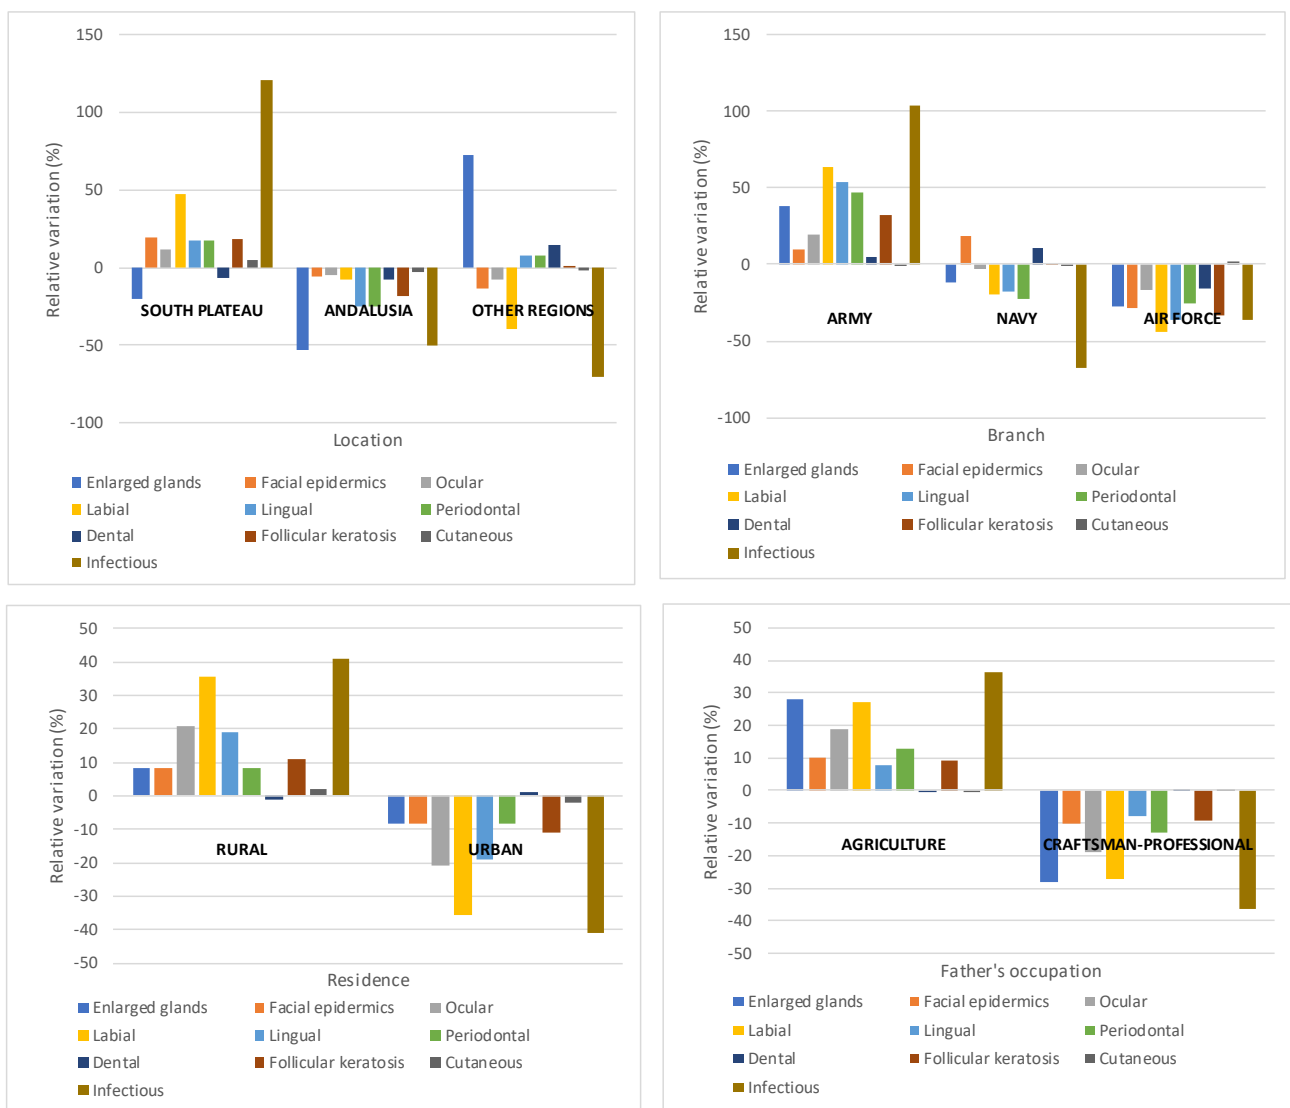 150
100
50
0
-50
-100
Relative variation (%)
SOUTH PLATEAU ANDALUSIA OTHER REGIONS
Location
Enlarged glands Facial epidermics Ocular
Labial Lingual Periodontal
Dental Follicular keratosis Cutaneous
Infectious
150
100
50
0
-50
-100
Relative variation (%)
ARMY NAVY AIR FORCE
Branch
Enlarged glands Facial epidermics Ocular
Labial Lingual Periodontal
Dental Follicular keratosis Cutaneous
Infectious
50
40
30
20
10
0
-10
-20
-30
-40
-50
Relative variation (%)
RURAL URBAN
Residence
Enlarged glands Facial epidermics Ocular
Labial Lingual Periodontal
Dental Follicular keratosis Cutaneous
Infectious
50
40
30
20
10
0
-10
-20
-30
-40
-50
Relative variation (%)
AGRICULTURE CRAFTSMAN-PROFESSIONAL
Father's occupation
Enlarged glands Facial epidermics Ocular
Labial Lingual Periodontal
Dental Follicular keratosis Cutaneous
Infectious